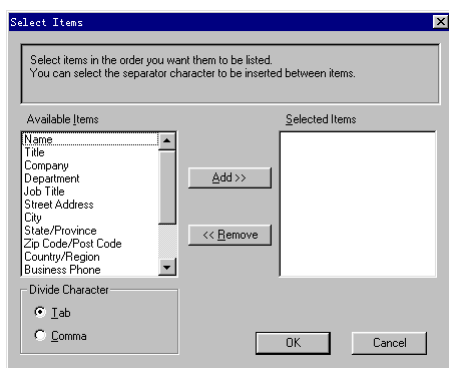 Select Items
Select items in the order you want them to be listed.
You can select the separator character to be inserted between items.
Available Items
Selected Items
Name
Title
Company
Department
Job Title
Street Address
City
State/Province
Zip Code/Post Code
Country/Region
Business Phone
Add >>
<< Remove
Divide Character
Tab
Comma
OK
Cancel